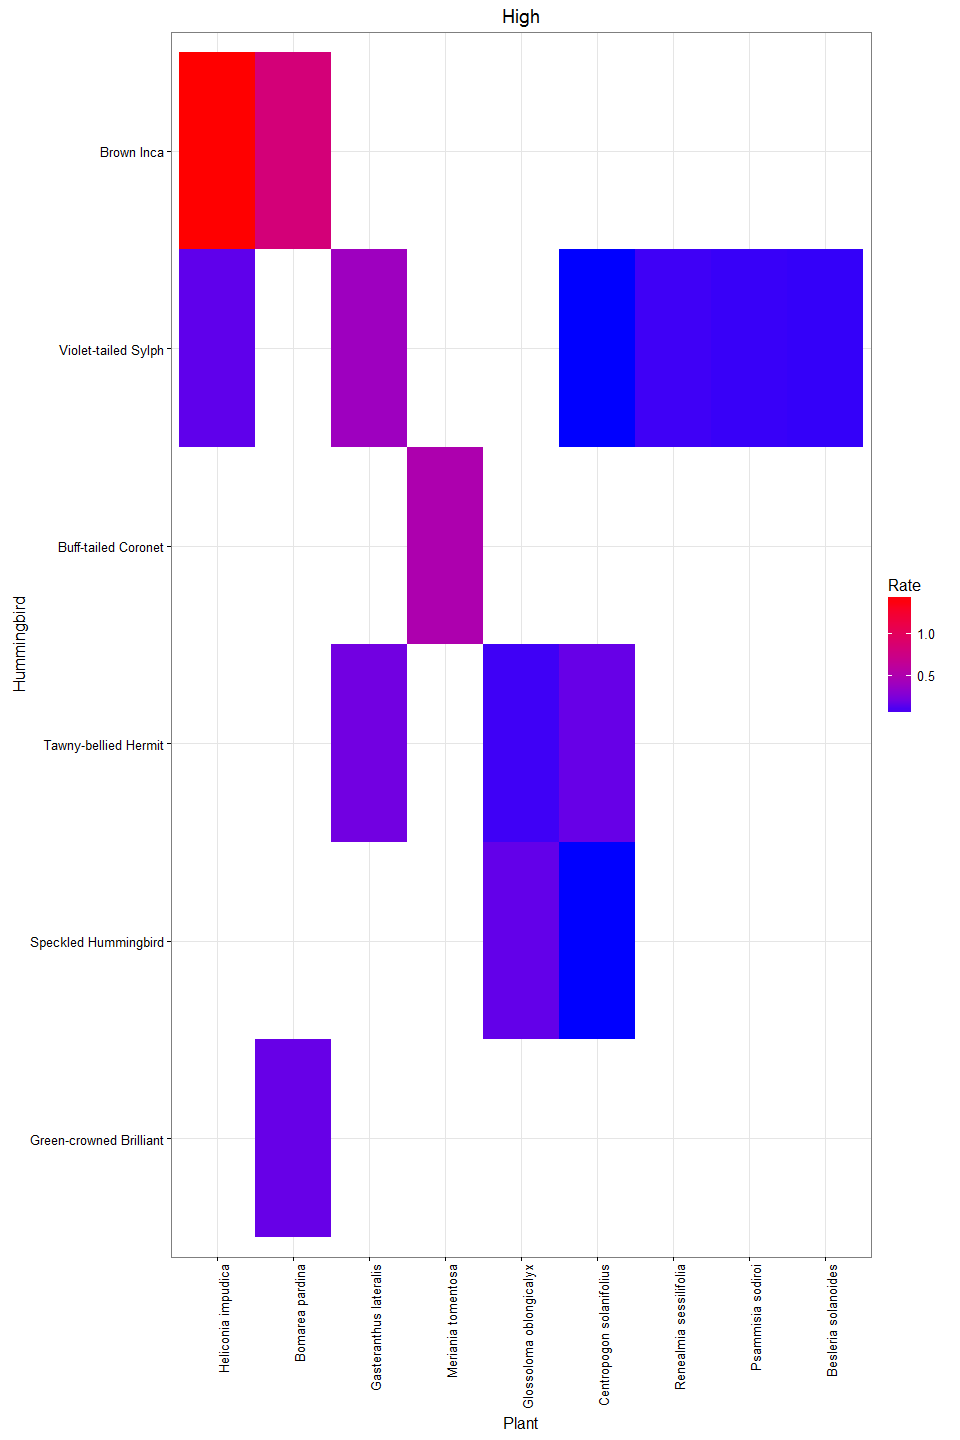 High
Brown Inca
Violet-tailed Sylph
Buff-tailed Coronet
Tawny-bellied Hermit
Speckled Hummingbird
Green-crowned Brilliant
Hummingbird
Rate
1.0
0.5
Heliconia impudica
Bomarea pardina
Gasteranthus lateralis
Meriania tomentosa
Glossoloma oblongicalyx
Centropogon solanifolius
Renealmia sessilifolia
Psammisia sodiroi
Besleria solanoides
Plant